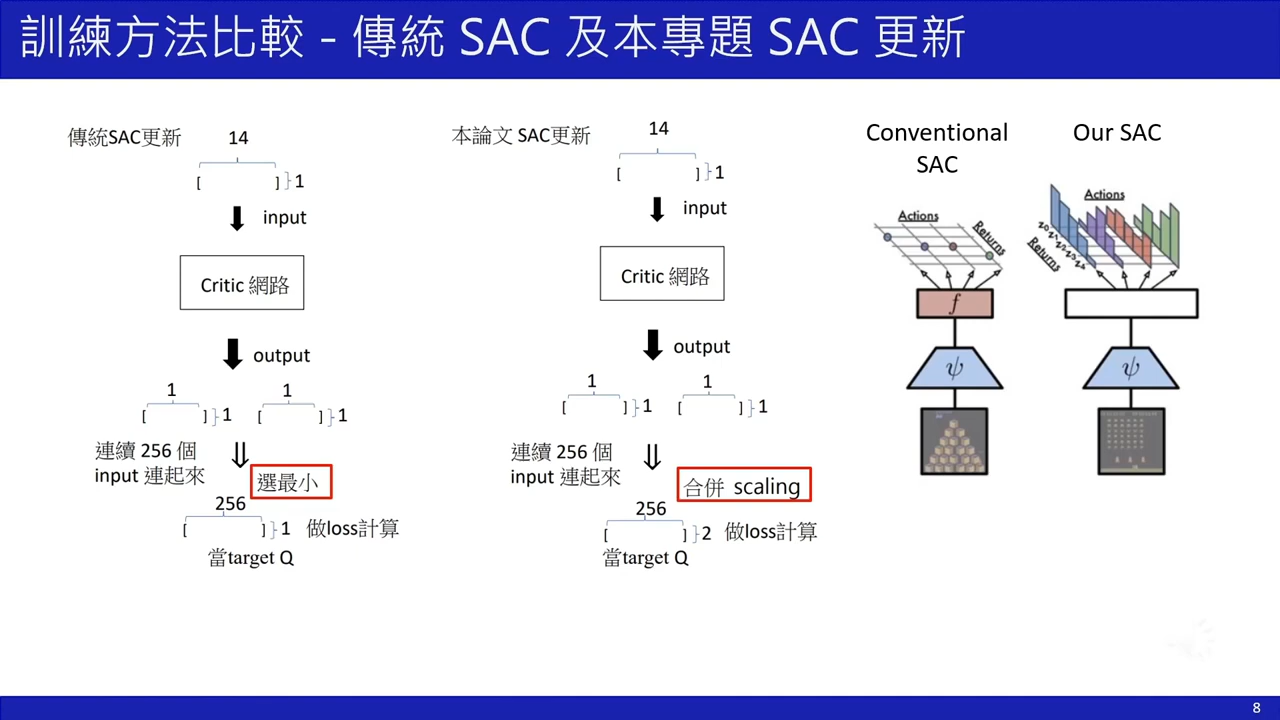 訓練方法比較 - 傳統 SAC 及本專題 SAC 更新
傳統SAC更新
14
[ ] 1
input
Critic 網路
output
1
1
[ ] 1
[ ] 1
連續 256 個
input 連起來
選最小
256
[ ] 1
做loss計算
當target Q
本論文 SAC更新
14
[ ] 1
input
Critic 網路
output
1
1
[ ] 1
[ ] 1
連續 256 個
input 連起來
合併 scaling
256
[ ] 2
做loss計算
當target Q
Conventional
SAC
Actions
Returns
f
ψ
Our SAC
Actions
Returns
ψ
8